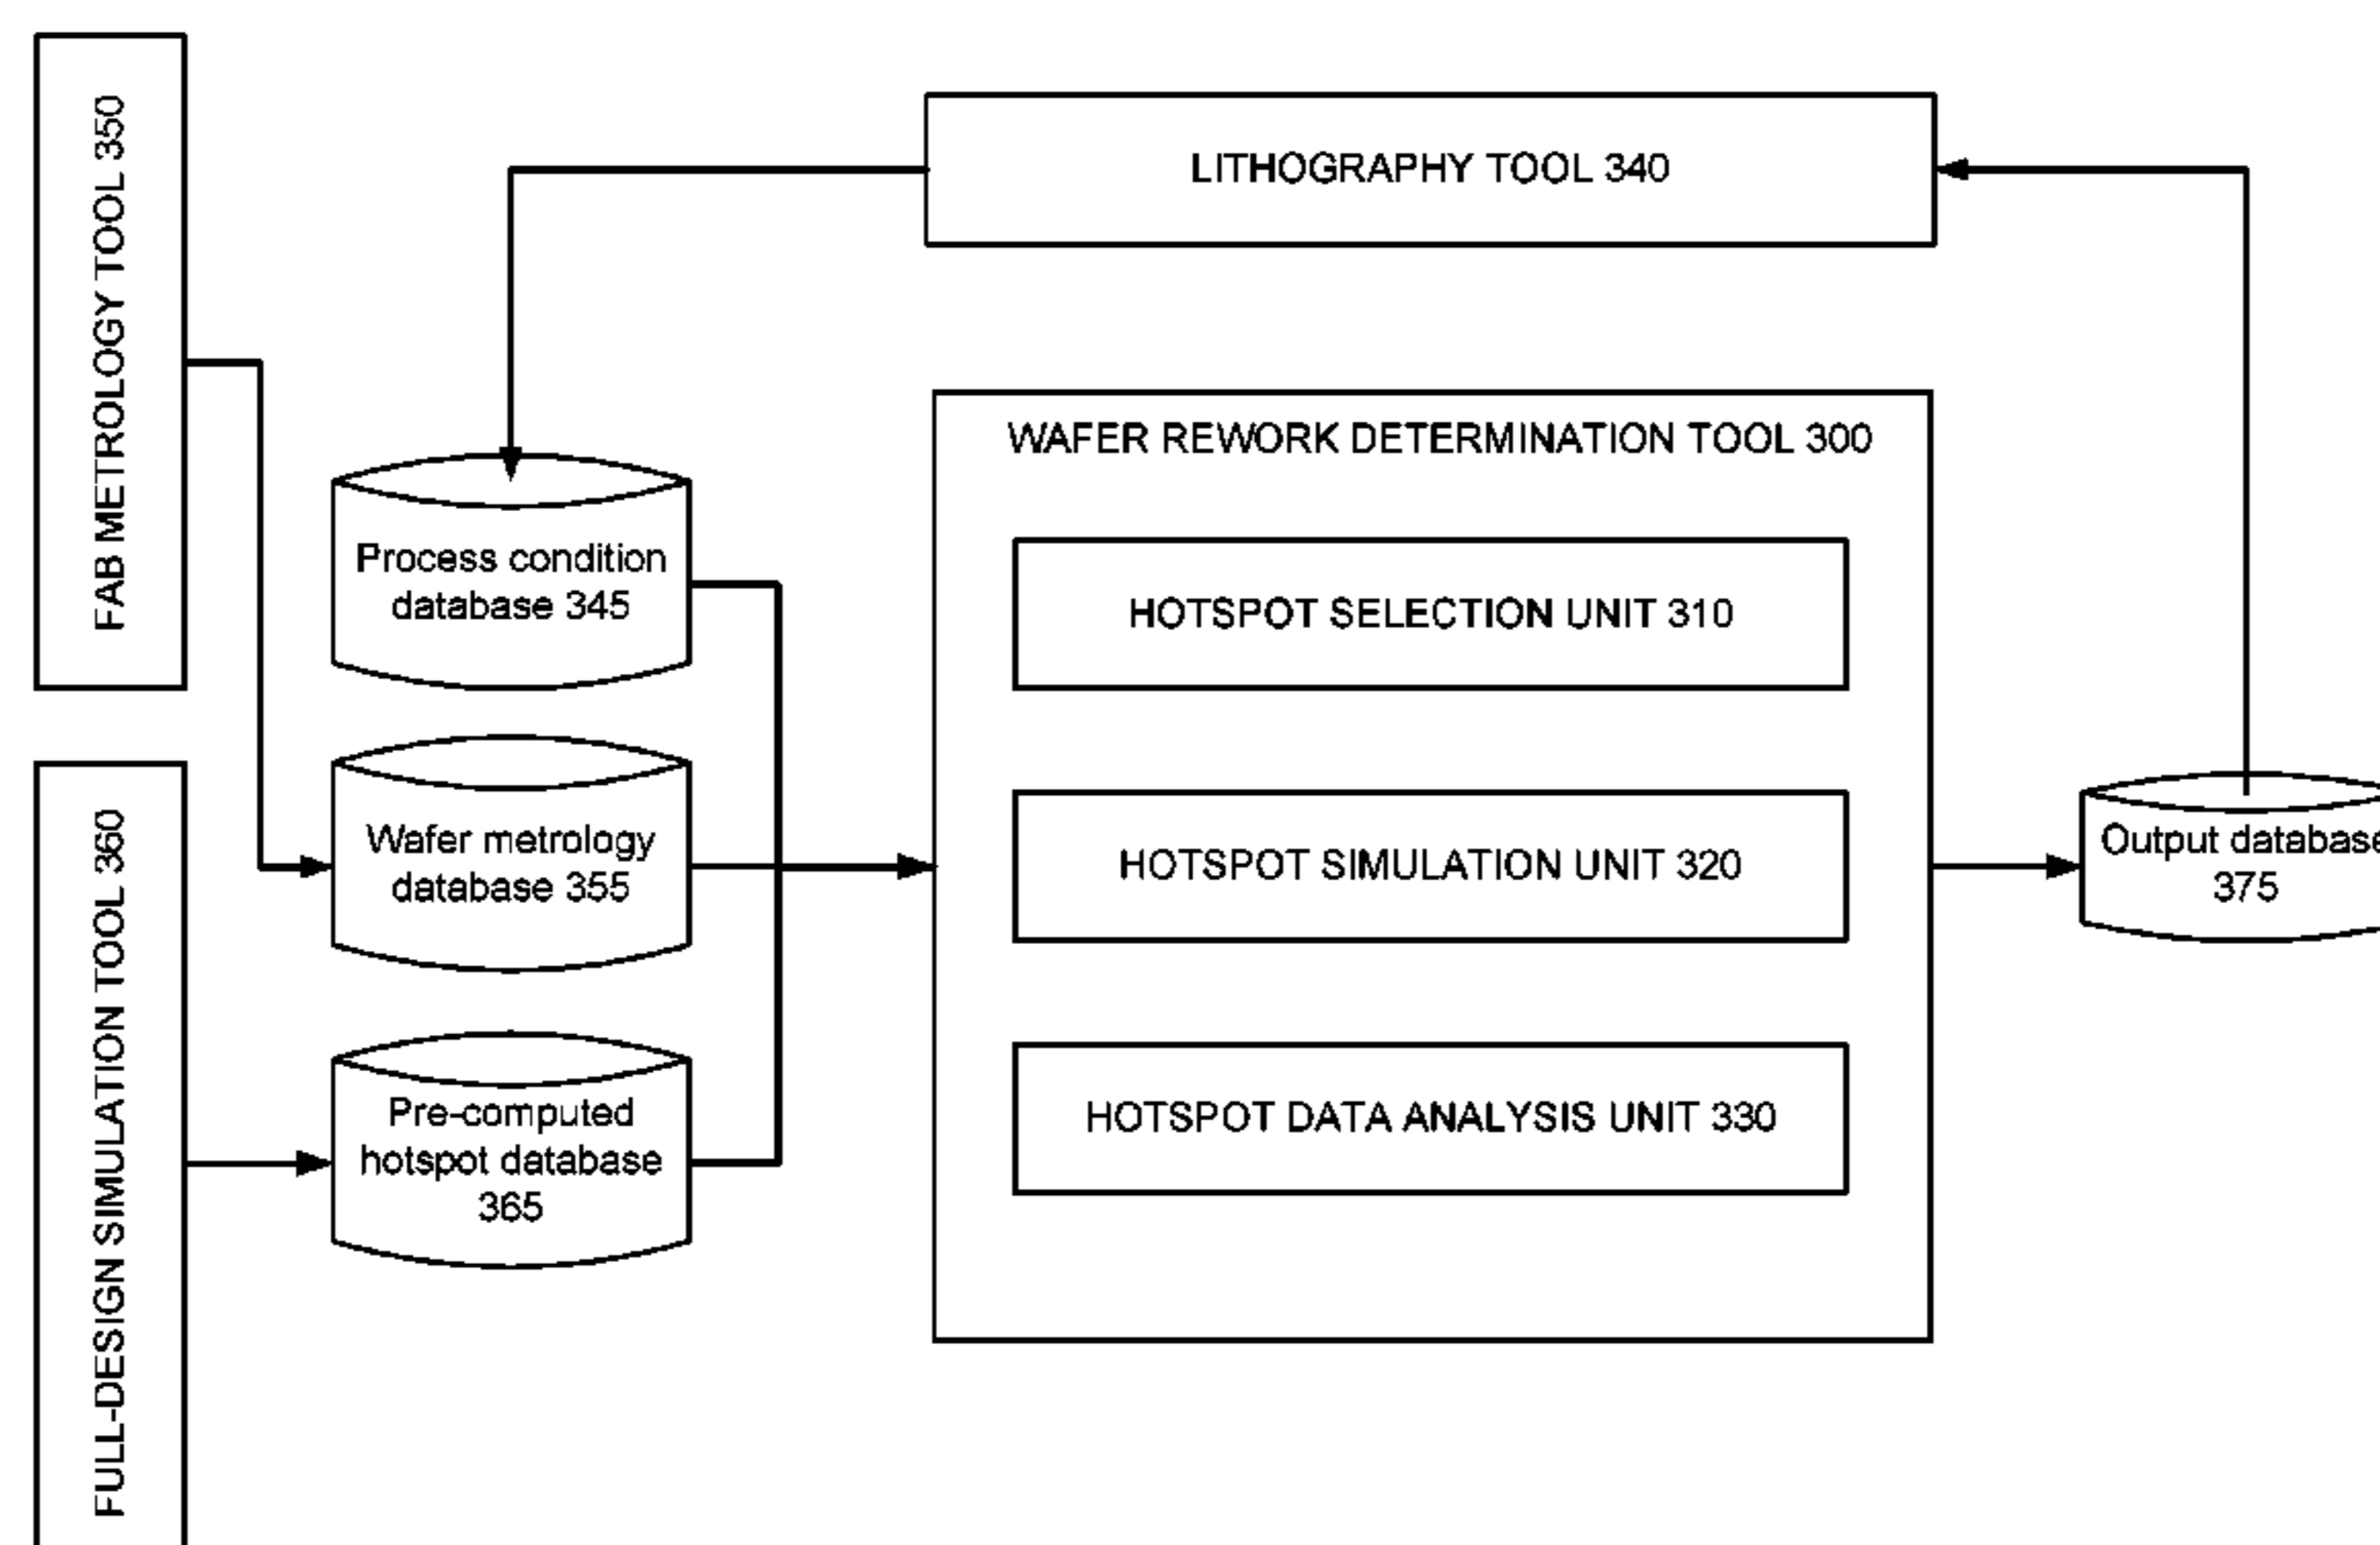 FAB METROLOGY TOOL 350
LITHOGRAPHY TOOL 340
WAFER REWORK DETERMINATION TOOL 300
Process condition
database 345
HOTSPOT SELECTION UNIT 310
FULL-DESIGN SIMULATION TOOL 360
Wafer metrology
database 355
HOTSPOT SIMULATION UNIT 320
Output database
375
Pre-computed
hotspot database
365
HOTSPOT DATA ANALYSIS UNIT 330